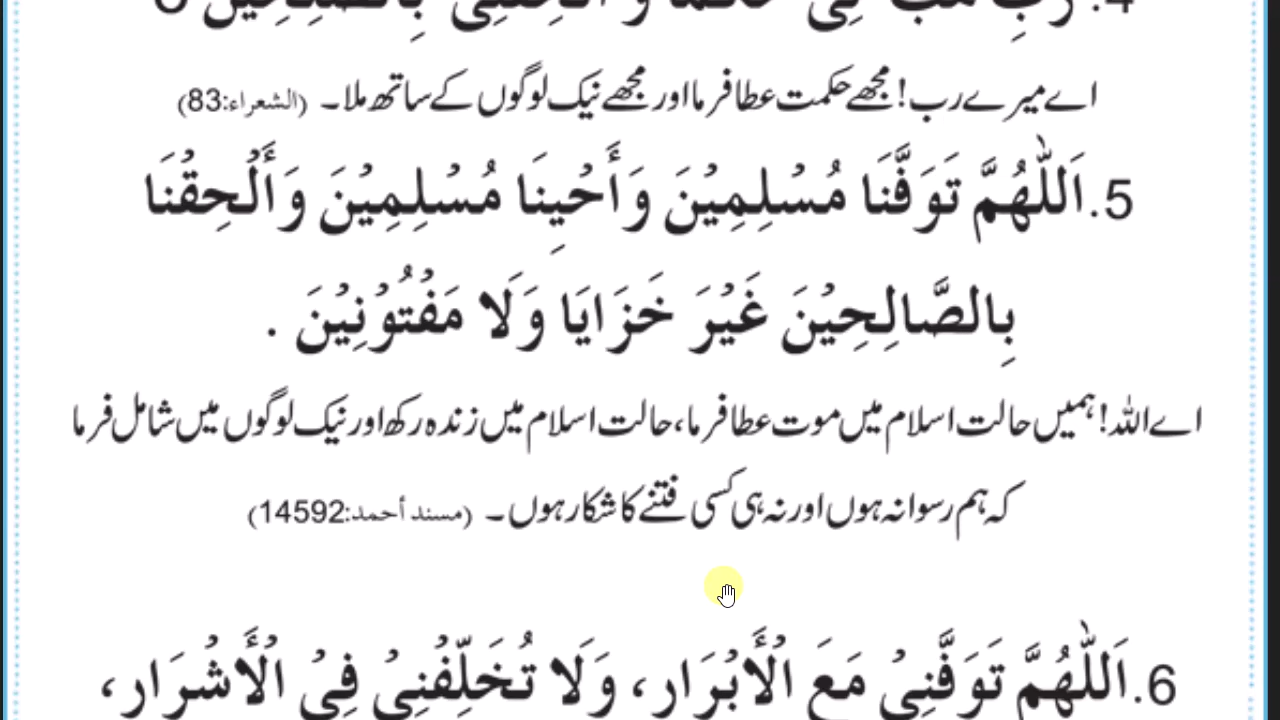 4. رَبِّ هَبْ لِي حُكْمًا وَّ أَلْحِقْنِي بِالصَّالِحِيْنَ
اے میرے رب! مجھے حکمت عطا فرما اور مجھے نیک لوگوں کے ساتھ ملا۔ (الشعراء:83)
5. اَللّٰهُمَّ تَوَفَّنَا مُسْلِمِيْنَ وَأَحْيِنَا مُسْلِمِيْنَ وَأَلْحِقْنَا
بِالصَّالِحِيْنَ غَيْرَ خَزَايَا وَلَا مَفْتُوْنِيْنَ .
اے اللہ! ہمیں حالت اسلام میں موت عطا فرما، حالت اسلام میں زندہ رکھ اور نیک لوگوں میں شامل فرما
کہ ہم رسوا نہ ہوں اور نہ ہی کسی فتنے کا شکار ہوں۔ (مسند أحمد:14592)
6. اَللّٰهُمَّ تَوَفَّنِيْ مَعَ الْأَبْرَارِ، وَلَا تُخَلِّفْنِيْ فِي الْأَشْرَارِ،